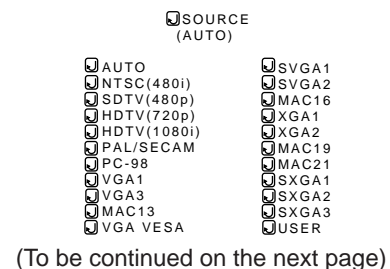 SOURCE
(AUTO)
AUTO
NTSC(480i)
SDTV(480p)
HDTV(720p)
HDTV(1080i)
PAL/SECAM
PC-98
VGA1
VGA3
MAC13
VGA VESA
SVGA1
SVGA2
MAC16
XGA1
XGA2
MAC19
MAC21
SXGA1
SXGA2
SXGA3
USER
(To be continued on the next page)